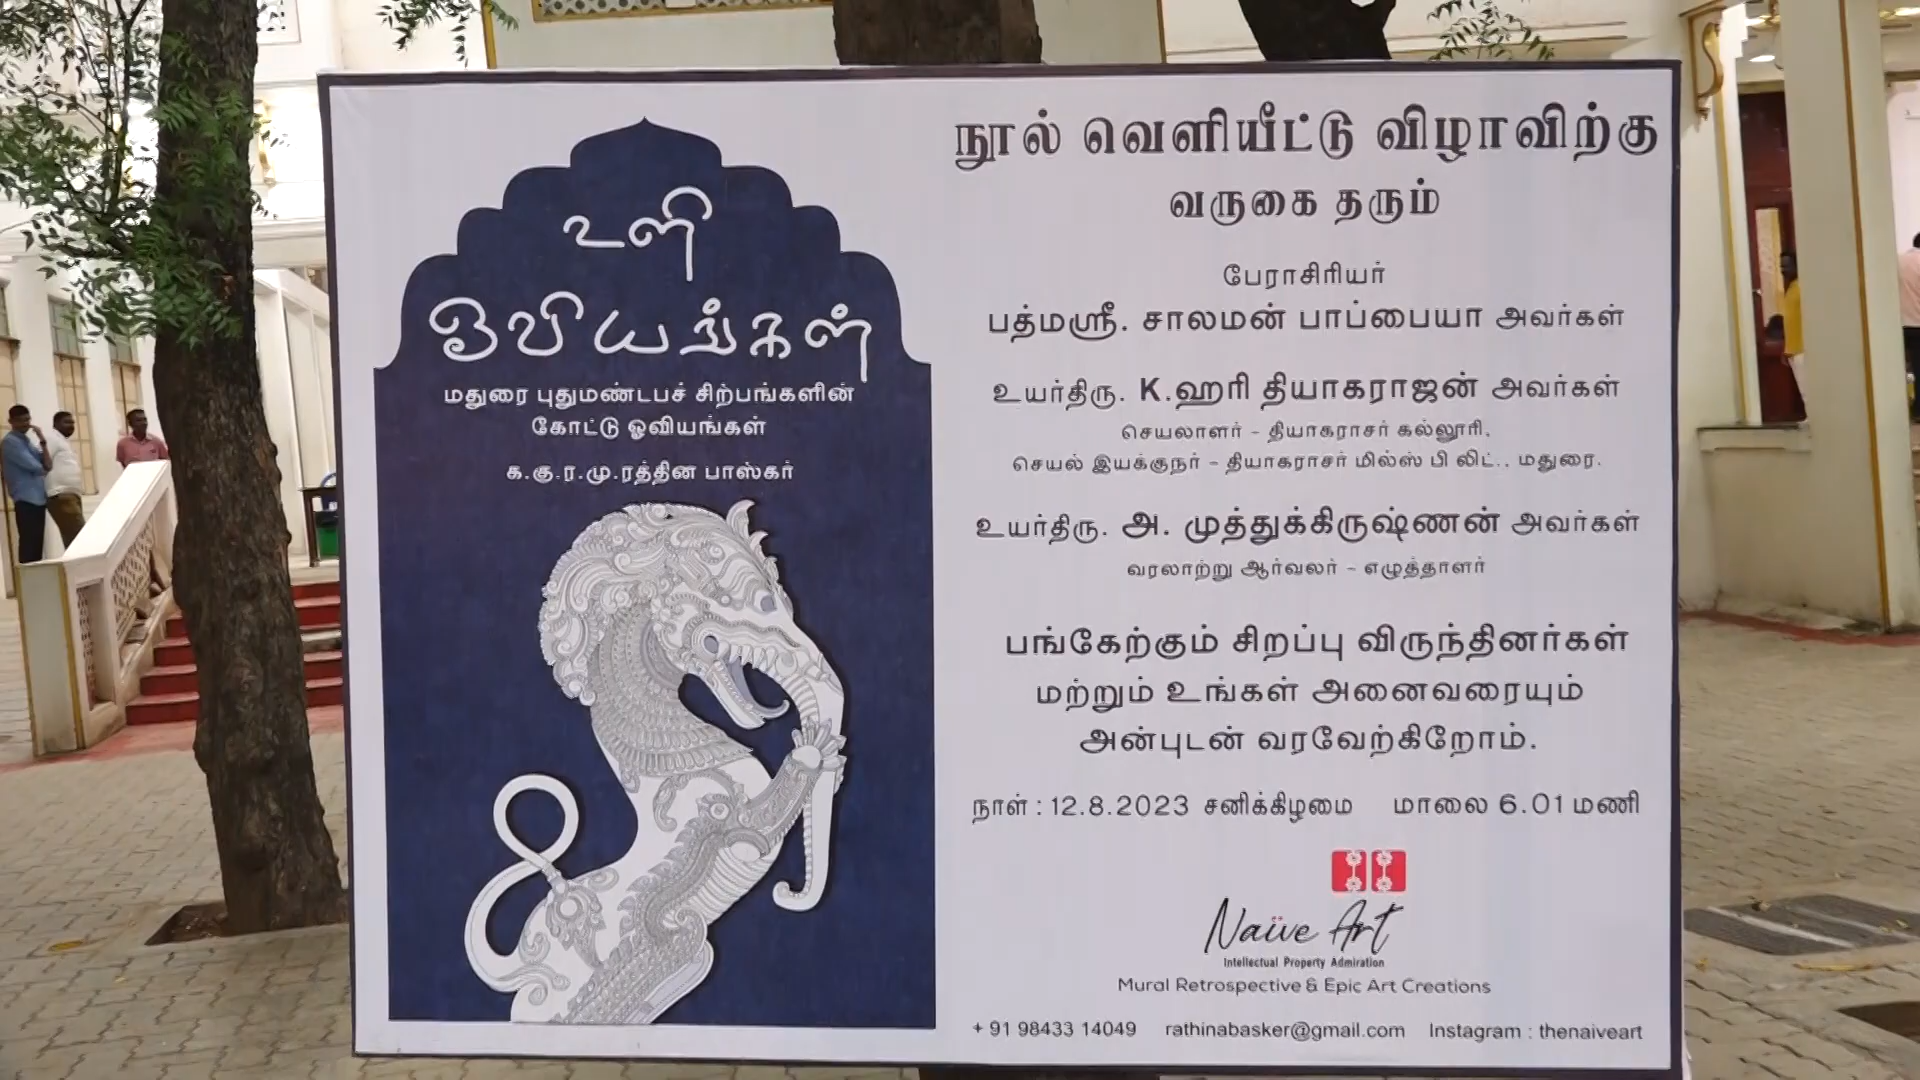 உளி
ஓவியங்கள்
மதுரை புதுமண்டபச் சிற்பங்களின்
கோட்டு ஓவியங்கள்
க.கு.ர.மு.ரத்தின பாஸ்கர்
நூல் வெளியீட்டு விழாவிற்கு
வருகை தரும்
பேராசிரியர்
பத்மஸ்ரீ. சாலமன் பாப்பையா அவர்கள்
உயர்திரு. K.ஹரி தியாகராஜன் அவர்கள்
செயலாளர் - தியாகராசர் கல்லூரி,
செயல் இயக்குநர் - தியாகராசர் மில்ஸ் பி லிட்., மதுரை.
உயர்திரு. அ. முத்துக்கிருஷ்ணன் அவர்கள்
வரலாற்று ஆர்வலர் - எழுத்தாளர்
பங்கேற்கும் சிறப்பு விருந்தினர்கள்
மற்றும் உங்கள் அனைவரையும்
அன்புடன் வரவேற்கிறோம்.
நாள் : 12.8.2023 சனிக்கிழமை மாலை 6.01 மணி
Naïve Art
Intellectual Property Admiration
Mural Retrospective & Epic Art Creations
+ 91 98433 14049 rathinabasker@gmail.com Instagram : thenaiveart